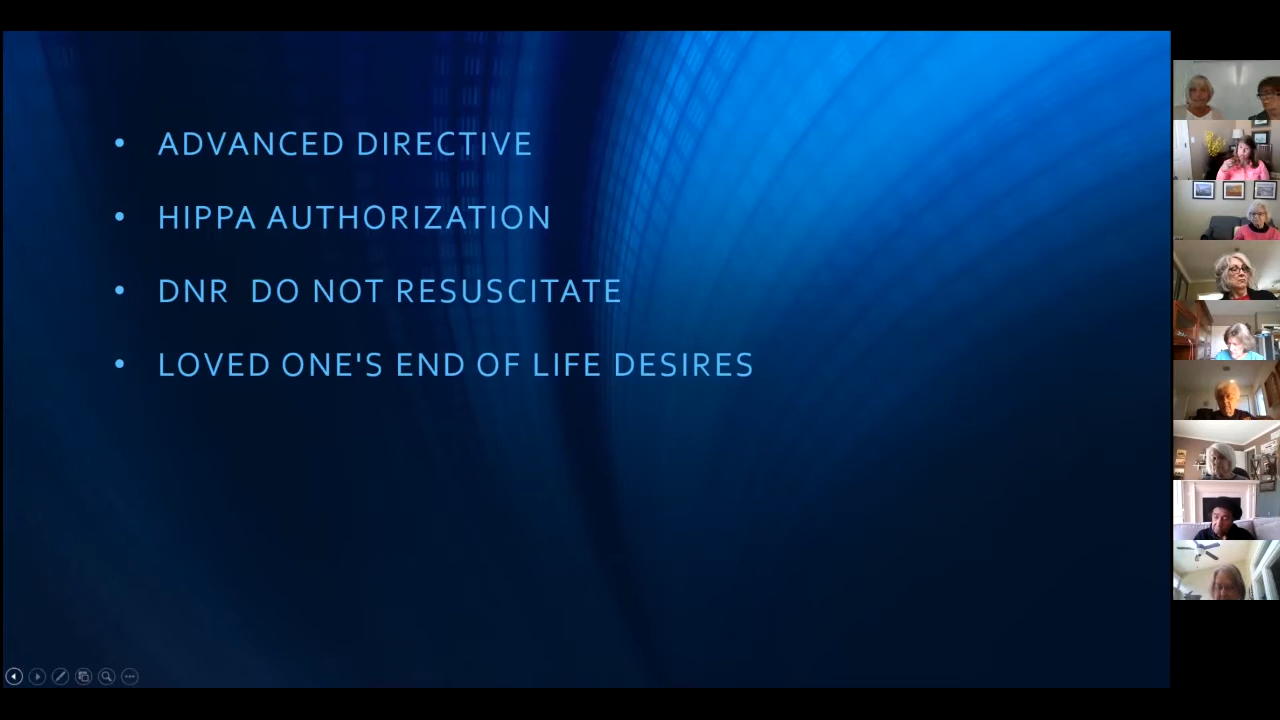 • ADVANCED DIRECTIVE
• HIPPA AUTHORIZATION
• DNR  DO NOT RESUSCITATE
• LOVED ONE'S END OF LIFE DESIRES